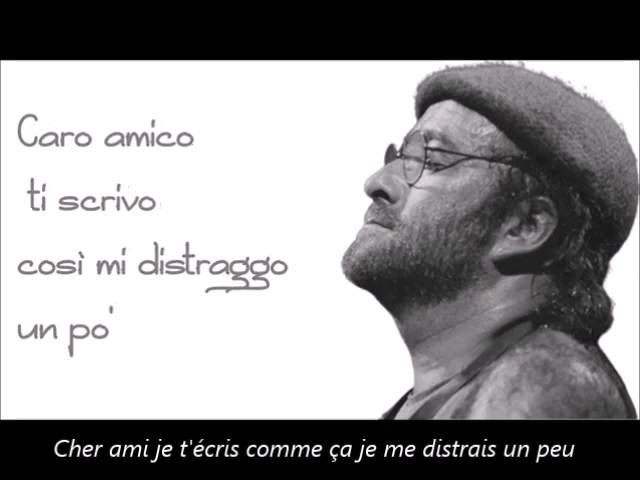 Caro amico
ti scrivo
così mi distraggo
un po'
Cher ami je t'écris comme ça je me distrais un peu